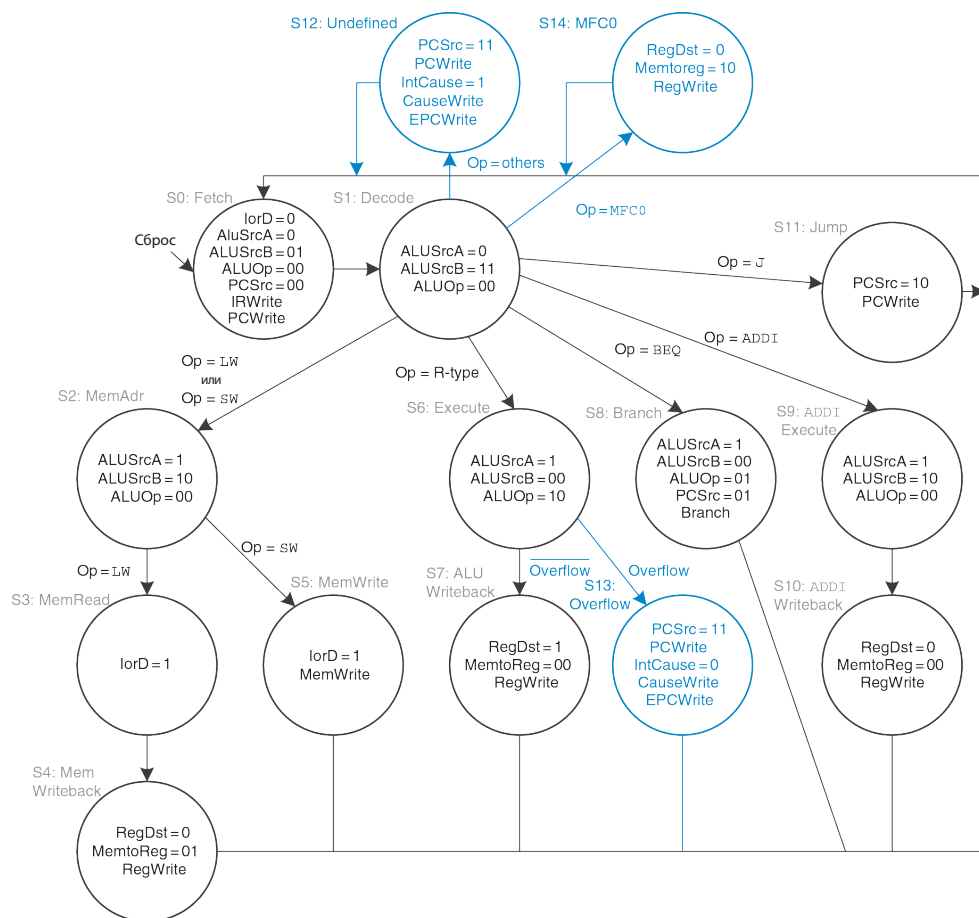 S12: Undefined
PCSrc = 11
PCWrite
IntCause = 1
CauseWrite
EPCWrite
S14: MFC0
RegDst = 0
Memtoreg = 10
RegWrite
Op = others
Op = MFC0
S0: Fetch
Сброс
IorD = 0
AluSrcA = 0
ALUSrcB = 01
ALUOp = 00
PCSrc = 00
IRWrite
PCWrite
S1: Decode
ALUSrcA = 0
ALUSrcB = 11
ALUOp = 00
S11: Jump
Op = J
PCSrc = 10
PCWrite
Op = LW
или
Op = SW
Op = R-type
Op = BEQ
Op = ADDI
S2: MemAdr
ALUSrcA = 1
ALUSrcB = 10
ALUOp = 00
S6: Execute
ALUSrcA = 1
ALUSrcB = 00
ALUOp = 10
S8: Branch
ALUSrcA = 1
ALUSrcB = 00
ALUOp = 01
PCSrc = 01
Branch
S9: ADDI
Execute
ALUSrcA = 1
ALUSrcB = 10
ALUOp = 00
Op = LW
Op = SW
Overflow
Overflow
S3: MemRead
IorD = 1
S5: MemWrite
IorD = 1
MemWrite
S7: ALU
Writeback
RegDst = 1
MemtoReg = 00
RegWrite
S13:
Overflow
PCSrc = 11
PCWrite
IntCause = 0
CauseWrite
EPCWrite
S10: ADDI
Writeback
RegDst = 0
MemtoReg = 00
RegWrite
S4: Mem
Writeback
RegDst = 0
MemtoReg = 01
RegWrite